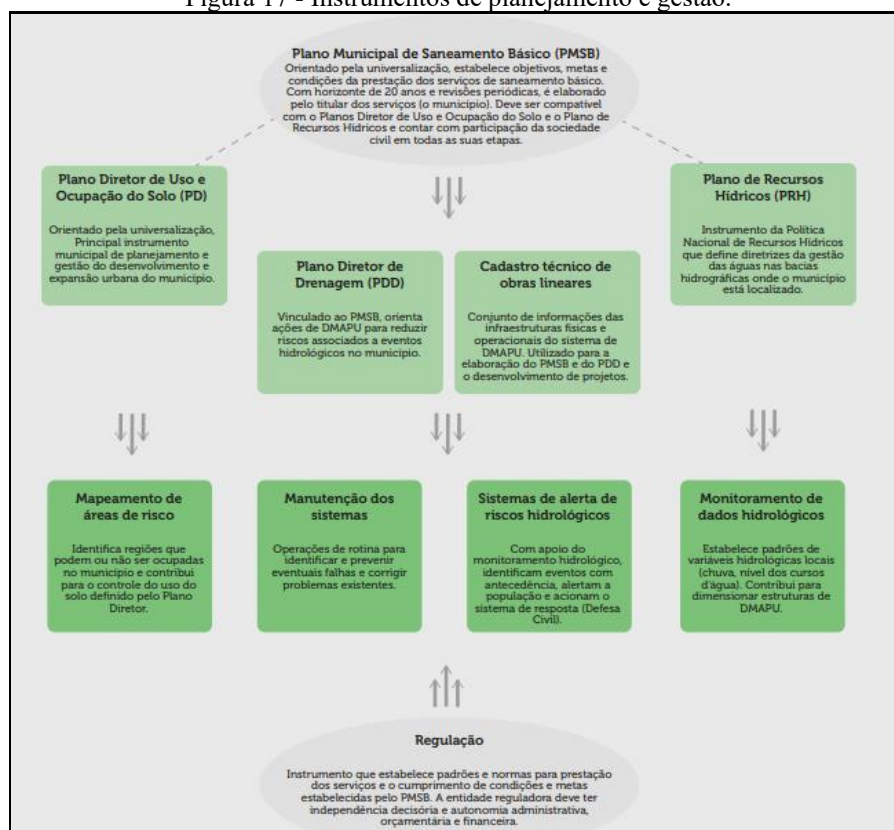 Figura 17 - Instrumentos de planejamento e gestão.
Plano Municipal de Saneamento Básico (PMSB)
Orientado pela universalização, estabelece objetivos, metas e
condições da prestação dos serviços de saneamento básico.
Com horizonte de 20 anos e revisões periódicas, é elaborado
pelo titular dos serviços (o município). Deve ser compatível
com o Planos Diretor de Uso e Ocupação do Solo e o Plano de
Recursos Hídricos e contar com participação da sociedade
civil em todas as suas etapas.
Plano Diretor de Uso e
Ocupação do Solo (PD)
Orientado pela universalização,
Principal instrumento
municipal de planejamento e
gestão do desenvolvimento e
expansão urbana do município.
Plano Diretor de
Drenagem (PDD)
Vinculado ao PMSB, orienta
ações de DMAPU para reduzir
riscos associados a eventos
hidrológicos no município.
Cadastro técnico de
obras lineares
Conjunto de informações das
infraestruturas físicas e
operacionais do sistema de
DMAPU. Utilizado para a
elaboração do PMSB e do PDD e
o desenvolvimento de projetos.
Plano de Recursos
Hídricos (PRH)
Instrumento da Política
Nacional de Recursos Hídricos
que define diretrizes da gestão
das águas nas bacias
hidrográficas onde o município
está localizado.
Mapeamento de
áreas de risco
Identifica regiões que
podem ou não ser ocupadas
no município e contribui
para o controle do uso do
solo definido pelo Plano
Diretor.
Manutenção dos
sistemas
Operações de rotina para
identificar e prevenir
eventuais falhas e corrigir
problemas existentes.
Sistemas de alerta de
riscos hidrológicos
Com apoio do
monitoramento hidrológico,
identificam eventos com
antecedência, alertam a
população e acionam o
sistema de resposta (Defesa
Civil).
Monitoramento de
dados hidrológicos
Estabelece padrões de
variáveis hidrológicas locais
(chuva, nível dos cursos
d'água). Contribui para
dimensionar estruturas de
DMAPU.
Regulação
Instrumento que estabelece padrões e normas para prestação
dos serviços e o cumprimento de condições e metas
estabelecidas pelo PMSB. A entidade reguladora deve ter
independência decisória e autonomia administrativa,
orçamentária e financeira.